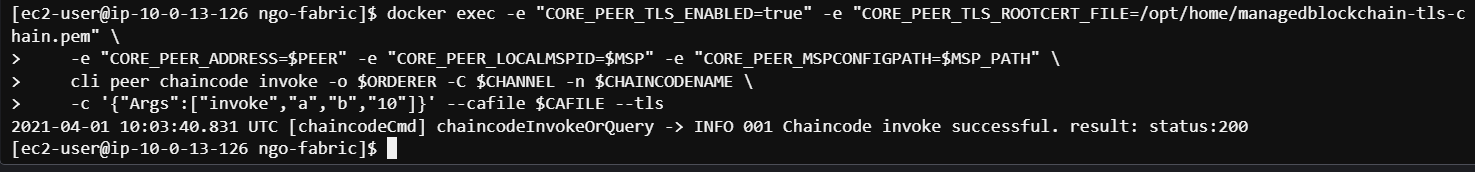 [ec2-user@ip-10-0-13-126 ngo-fabric]$ docker exec -e "CORE_PEER_TLS_ENABLED=true" -e "CORE_PEER_TLS_ROOTCERT_FILE=/opt/home/managedblockchain-tls-c
hain.pem" \
>     -e "CORE_PEER_ADDRESS=$PEER" -e "CORE_PEER_LOCALMSPID=$MSP" -e "CORE_PEER_MSPCONFIGPATH=$MSP_PATH" \
>     cli peer chaincode invoke -o $ORDERER -C $CHANNEL -n $CHAINCODENAME \
>     -c '{"Args":["invoke","a","b","10"]}' --cafile $CAFILE --tls
2021-04-01 10:03:40.831 UTC [chaincodeCmd] chaincodeInvokeOrQuery -> INFO 001 Chaincode invoke successful. result: status:200
[ec2-user@ip-10-0-13-126 ngo-fabric]$